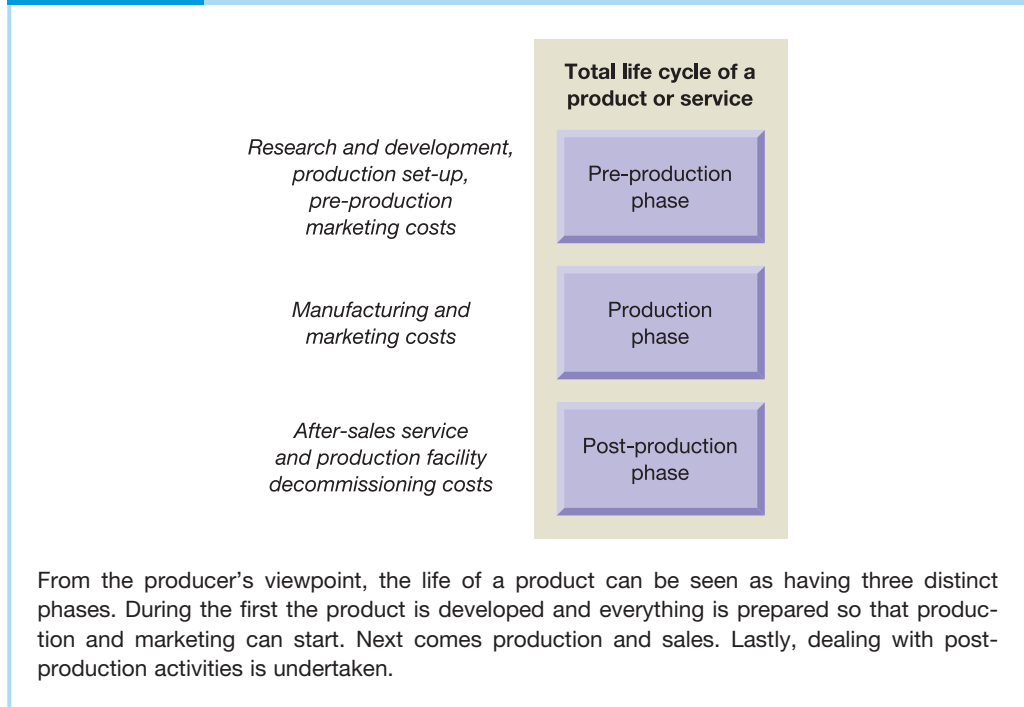 Total life cycle of a
product or service
Research and development,
production set-up,
pre-production
marketing costs
Pre-production
phase
Manufacturing and
marketing costs
Production
phase
After-sales service
and production facility
decommissioning costs
Post-production
phase
From the producer’s viewpoint, the life of a product can be seen as having three distinct
phases. During the first the product is developed and everything is prepared so that produc-
tion and marketing can start. Next comes production and sales. Lastly, dealing with post-
production activities is undertaken.